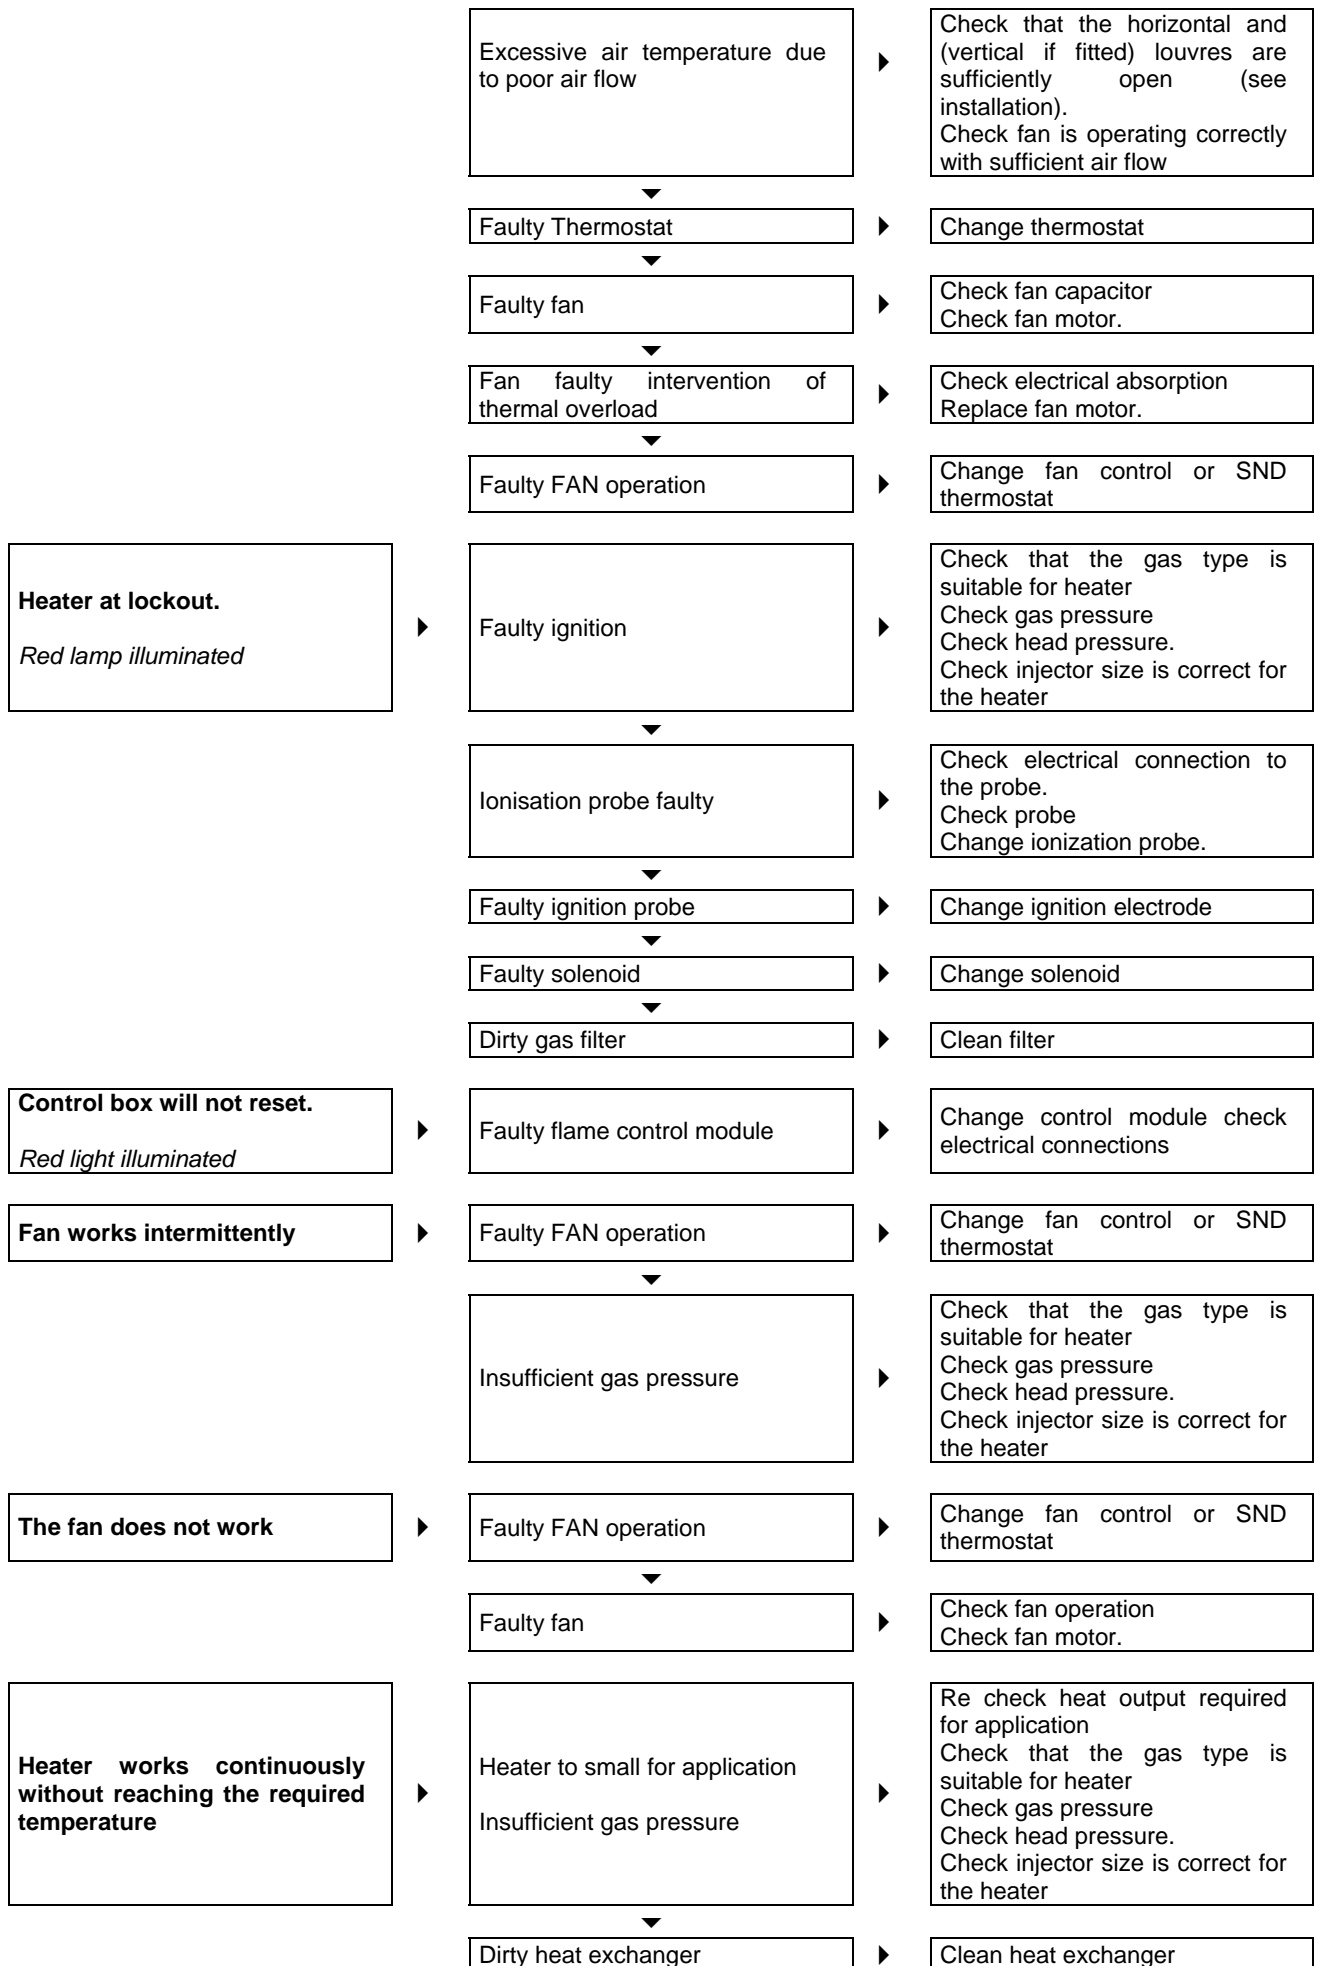 Excessive air temperature due
to poor air flow
Check that the horizontal and
(vertical if fitted) louvres are
sufficiently open (see
installation).
Check fan is operating correctly
with sufficient air flow
Faulty Thermostat
Change thermostat
Faulty fan
Check fan capacitor
Check fan motor.
Fan faulty intervention of
thermal overload
Check electrical absorption
Replace fan motor.
Faulty FAN operation
Change fan control or SND
thermostat
Heater at lockout.
Red lamp illuminated
Faulty ignition
Check that the gas type is
suitable for heater
Check gas pressure
Check head pressure.
Check injector size is correct for
the heater
Ionisation probe faulty
Check electrical connection to
the probe.
Check probe
Change ionization probe.
Faulty ignition probe
Change ignition electrode
Faulty solenoid
Change solenoid
Dirty gas filter
Clean filter
Control box will not reset.
Red light illuminated
Faulty flame control module
Change control module check
electrical connections
Fan works intermittently
Faulty FAN operation
Change fan control or SND
thermostat
Insufficient gas pressure
Check that the gas type is
suitable for heater
Check gas pressure
Check head pressure.
Check injector size is correct for
the heater
The fan does not work
Faulty FAN operation
Change fan control or SND
thermostat
Faulty fan
Check fan operation
Check fan motor.
Heater works continuously
without reaching the required
temperature
Heater to small for application
Insufficient gas pressure
Re check heat output required
for application
Check that the gas type is
suitable for heater
Check gas pressure
Check head pressure.
Check injector size is correct for
the heater
Dirty heat exchanger
Clean heat exchanger